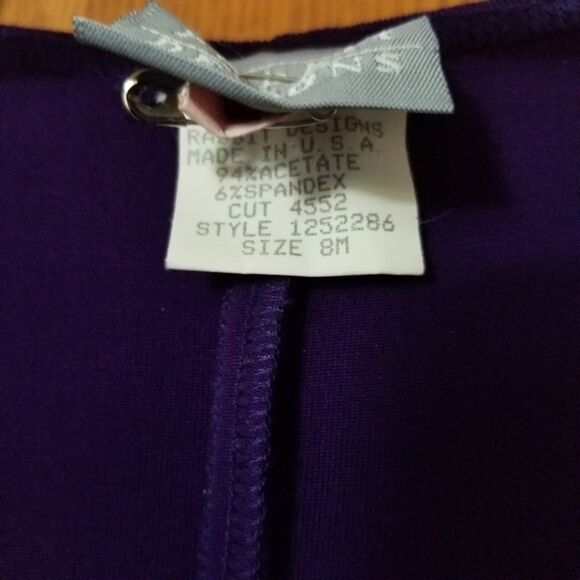 RABBIT DESIGNS
MADE IN U.S.A.
94%ACETATE
6%SPANDEX
CUT 4552
STYLE 1252286
SIZE 8M